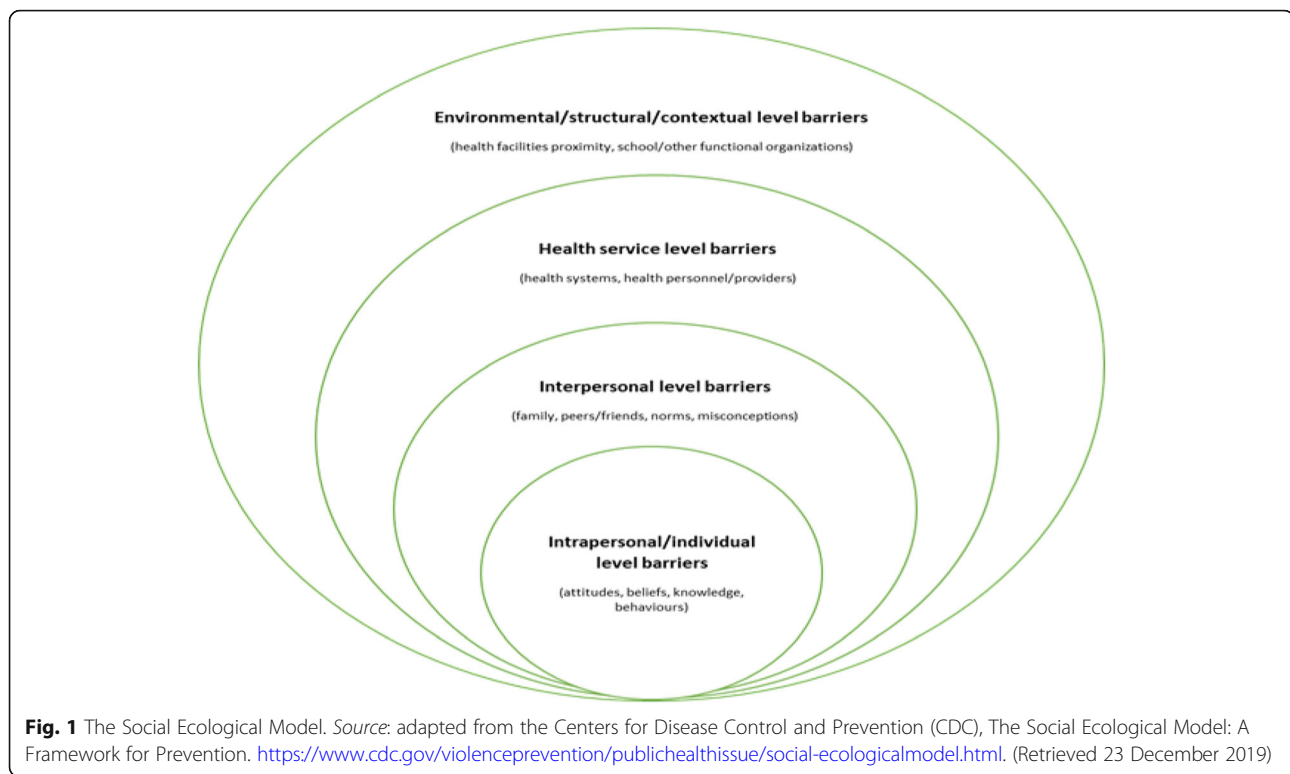 Environmental/structural/contextual level barriers
(health facilities proximity, school/other functional organizations)
Health service level barriers
(health systems, health personnel/providers)
Interpersonal level barriers
(family, peers/friends, norms, misconceptions)
Intrapersonal/individual
level barriers
(attitudes, beliefs, knowledge,
behaviours)
Fig. 1 The Social Ecological Model. Source: adapted from the Centers for Disease Control and Prevention (CDC), The Social Ecological Model: A
Framework for Prevention. https://www.cdc.gov/violenceprevention/publichealthissue/social-ecologicalmodel.html. (Retrieved 23 December 2019)